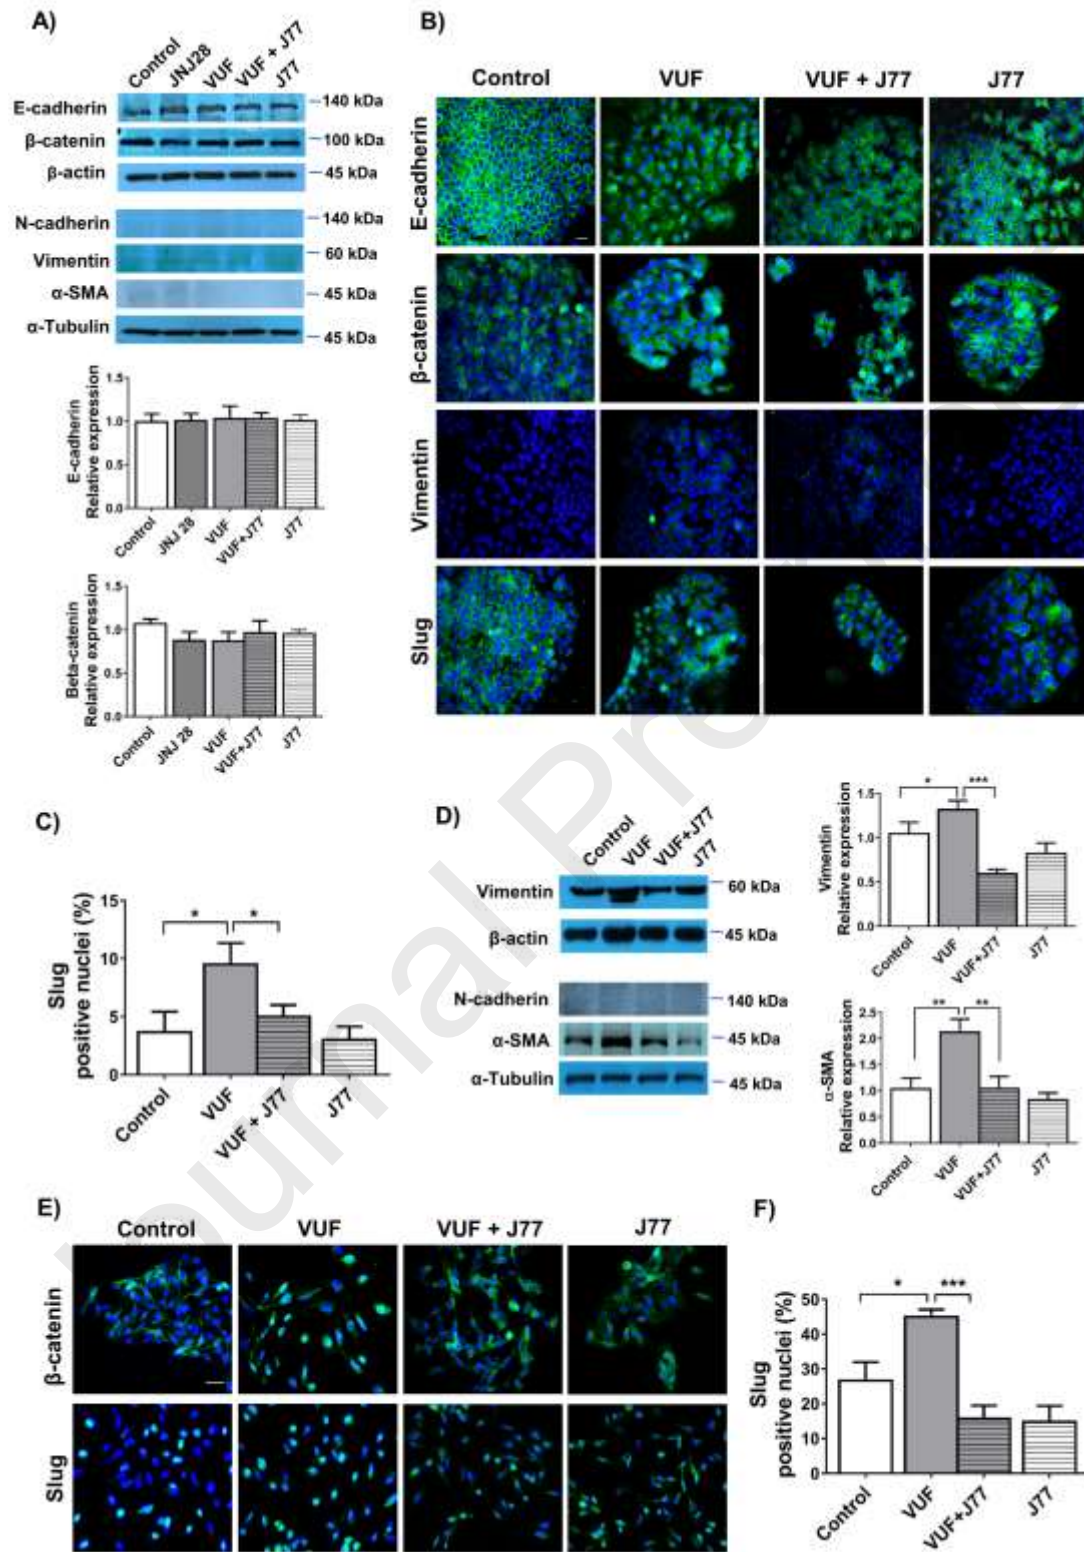 A)
Control
JNJ28
VUF
VUF + J77
J77
E-cadherin
140 kDa
β-catenin
100 kDa
β-actin
45 kDa
N-cadherin
140 kDa
Vimentin
60 kDa
α-SMA
45 kDa
α-Tubulin
45 kDa
E-cadherin
Relative expression
1.5
1.0
0.5
0.0
Control
JNJ 28
VUF
VUF+J77
J77
Beta-catenin
Relative expression
1.5
1.0
0.5
0.0
Control
JNJ 28
VUF
VUF+J77
J77
B)
Control
VUF
VUF + J77
J77
E-cadherin
β-catenin
Vimentin
Slug
C)
Slug
positive nuclei (%)
15
10
5
0
* *
Control
VUF
VUF + J77
J77
D)
Control
VUF
VUF+J77
J77
Vimentin
60 kDa
β-actin
45 kDa
N-cadherin
140 kDa
α-SMA
45 kDa
α-Tubulin
45 kDa
Vimentin
Relative expression
1.5
1.0
0.5
0.0
* ***
Control
VUF
VUF+J77
J77
α-SMA
Relative expression
2.5
2.0
1.5
1.0
0.5
0.0
** **
Control
VUF
VUF+J77
J77
E)
Control
VUF
VUF + J77
J77
β-catenin
Slug
F)
Slug
positive nuclei (%)
50
40
30
20
10
0
* ***
Control
VUF
VUF+J77
J77